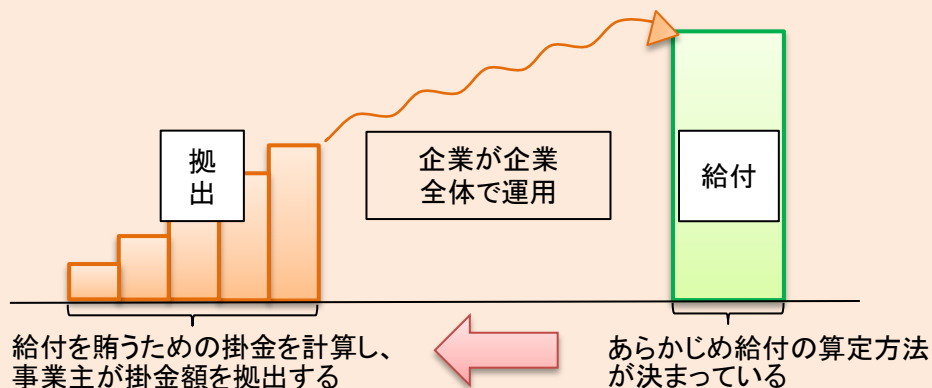 拠
出
企業が企業
全体で運用
給付
給付を賄うための掛金を計算し、
事業主が掛金額を拠出する
あらかじめ給付の算定方法
が決まっている